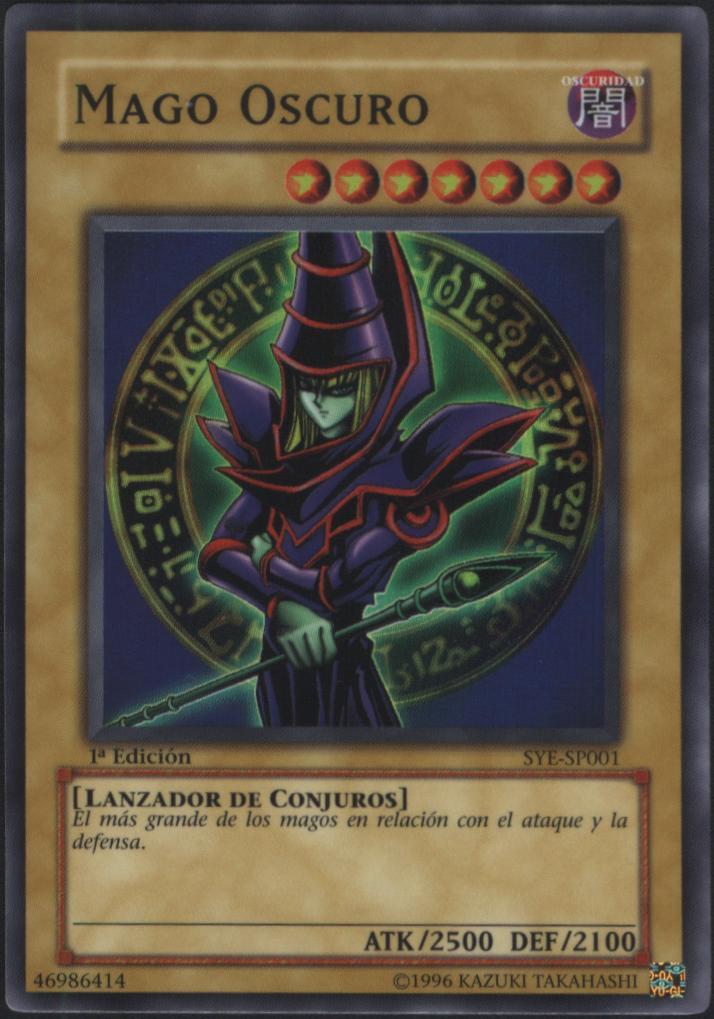 Mago Oscuro
OSCURIDAD
闇
1ª Edición
SYE-SP001
[Lanzador de Conjuros]
El más grande de los magos en relación con el ataque y la
defensa.
ATK/2500 DEF/2100
46986414
©1996 KAZUKI TAKAHASHI